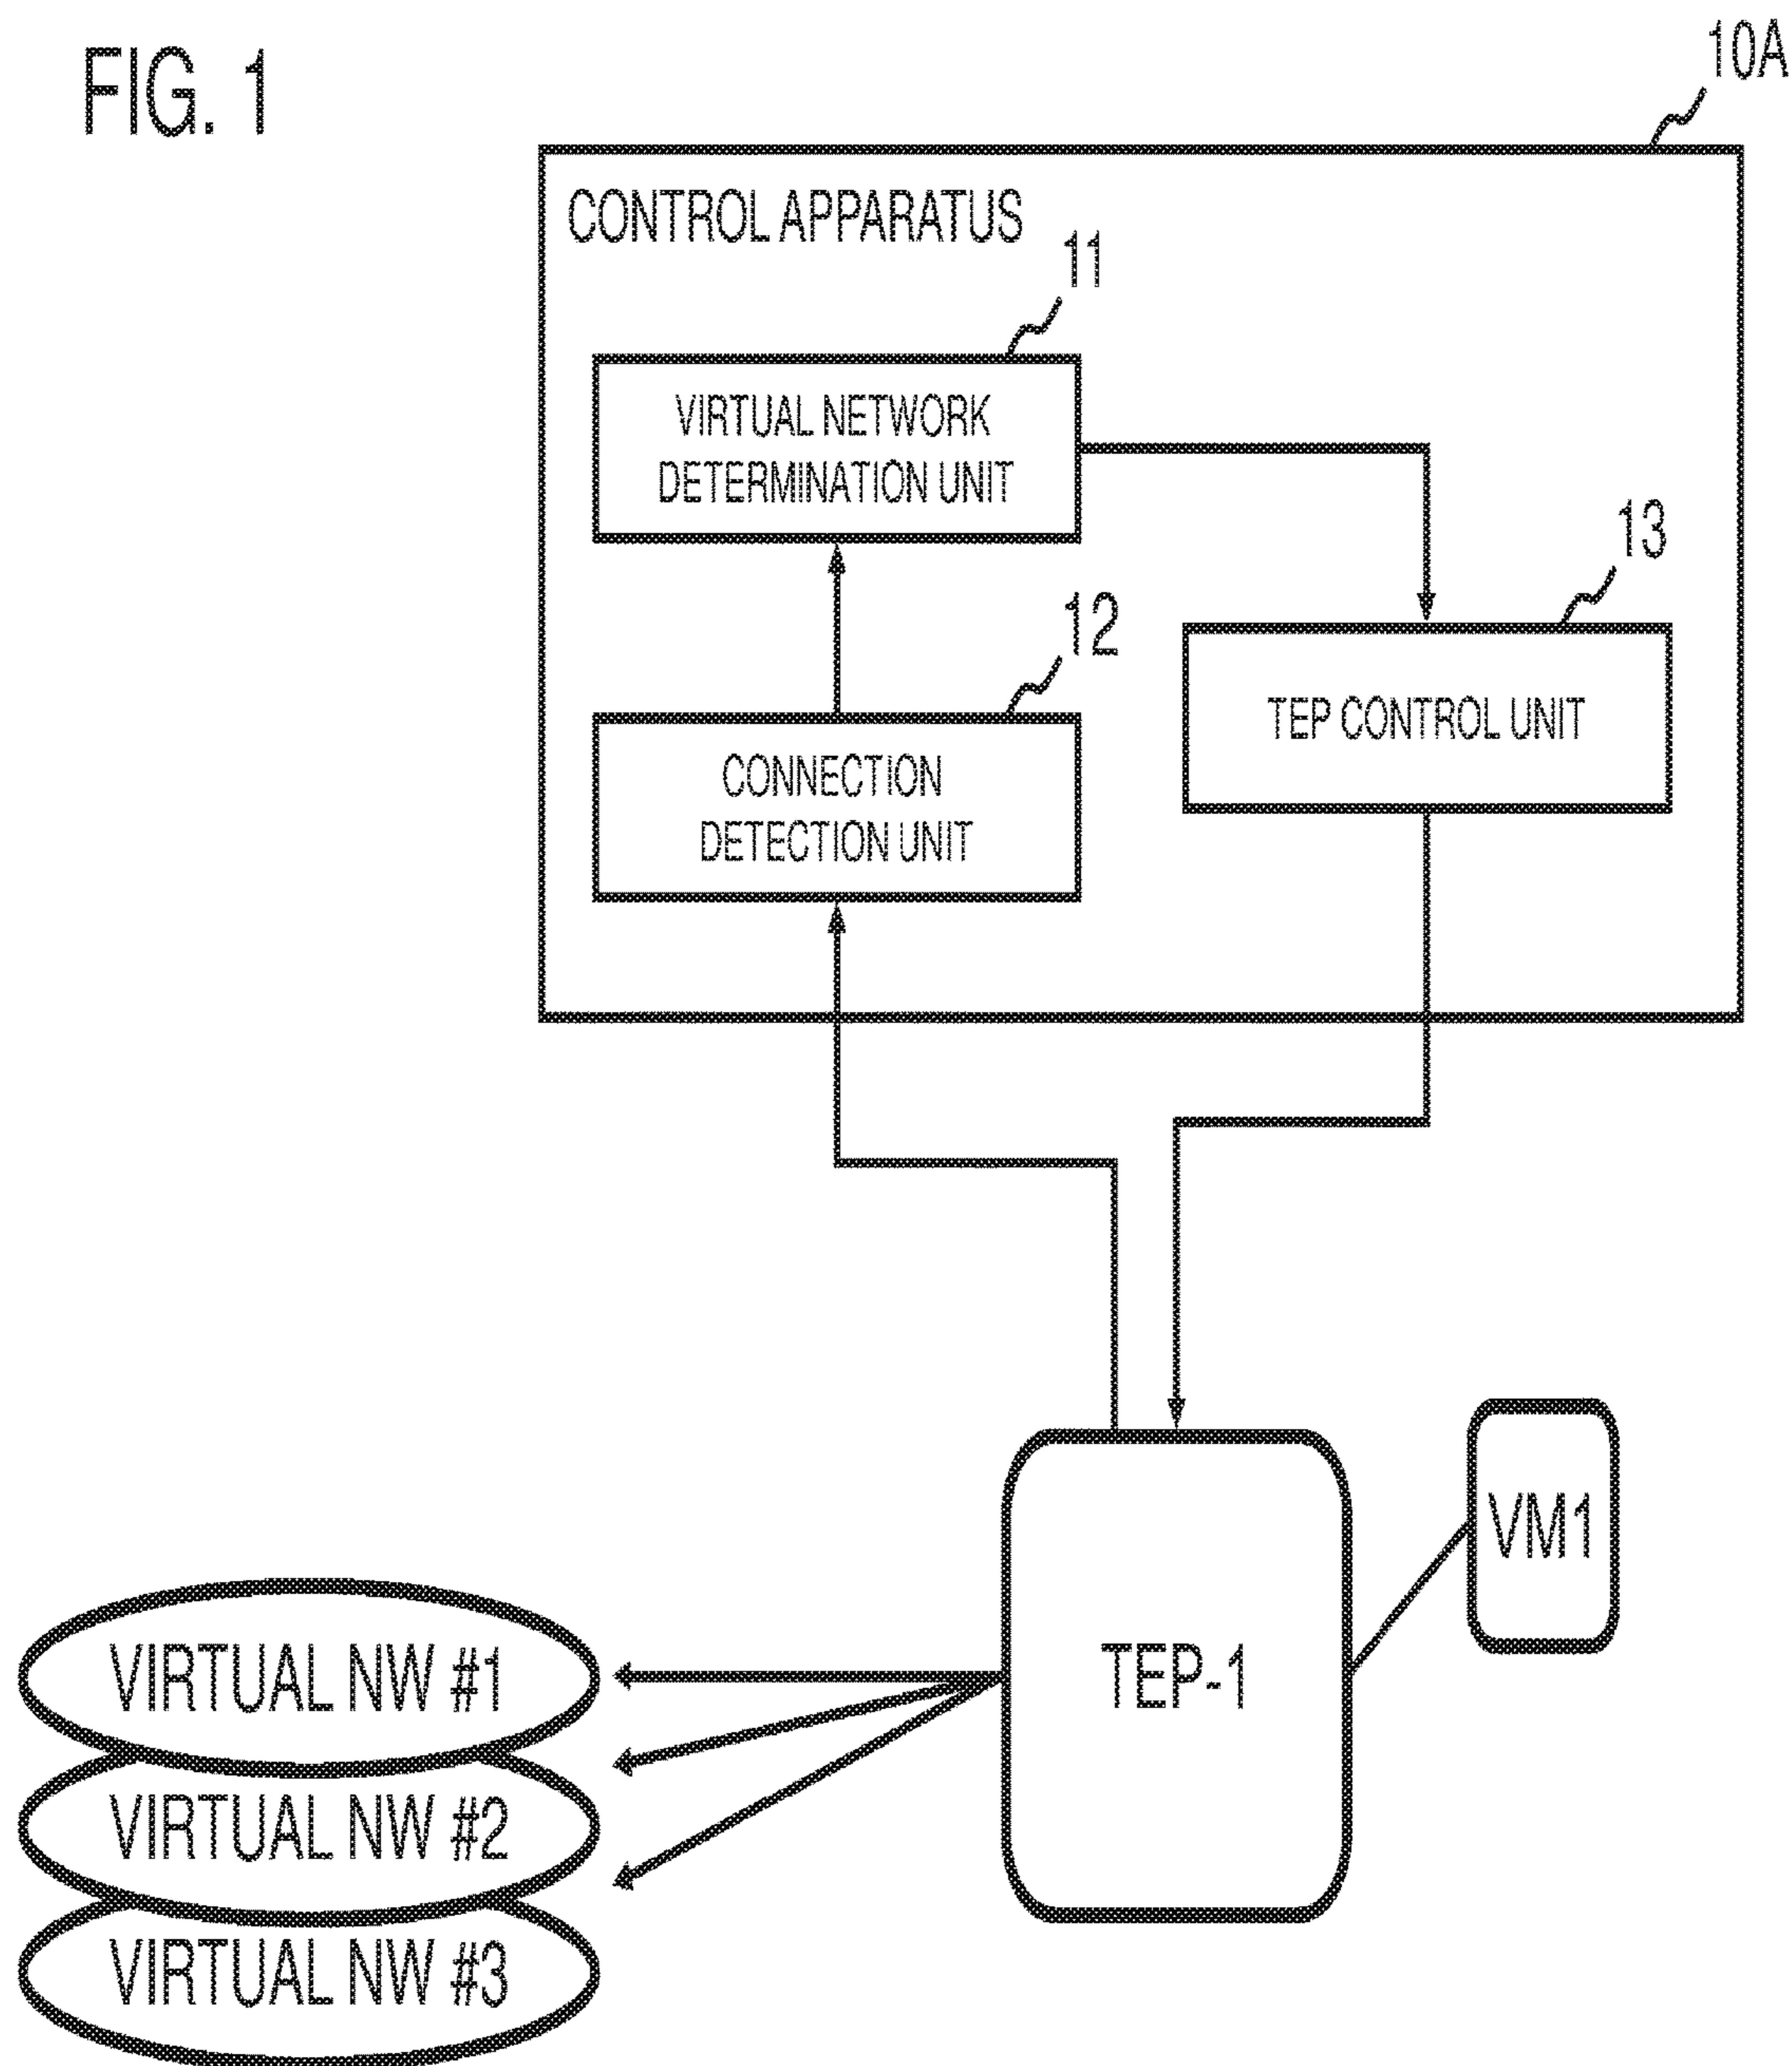 FIG. 1
10A
CONTROL APPARATUS
11
VIRTUAL NETWORK
DETERMINATION UNIT
13
12
TEP CONTROL UNIT
CONNECTION
DETECTION UNIT
VM1
TEP-1
VIRTUAL NW #1
VIRTUAL NW #2
VIRTUAL NW #3